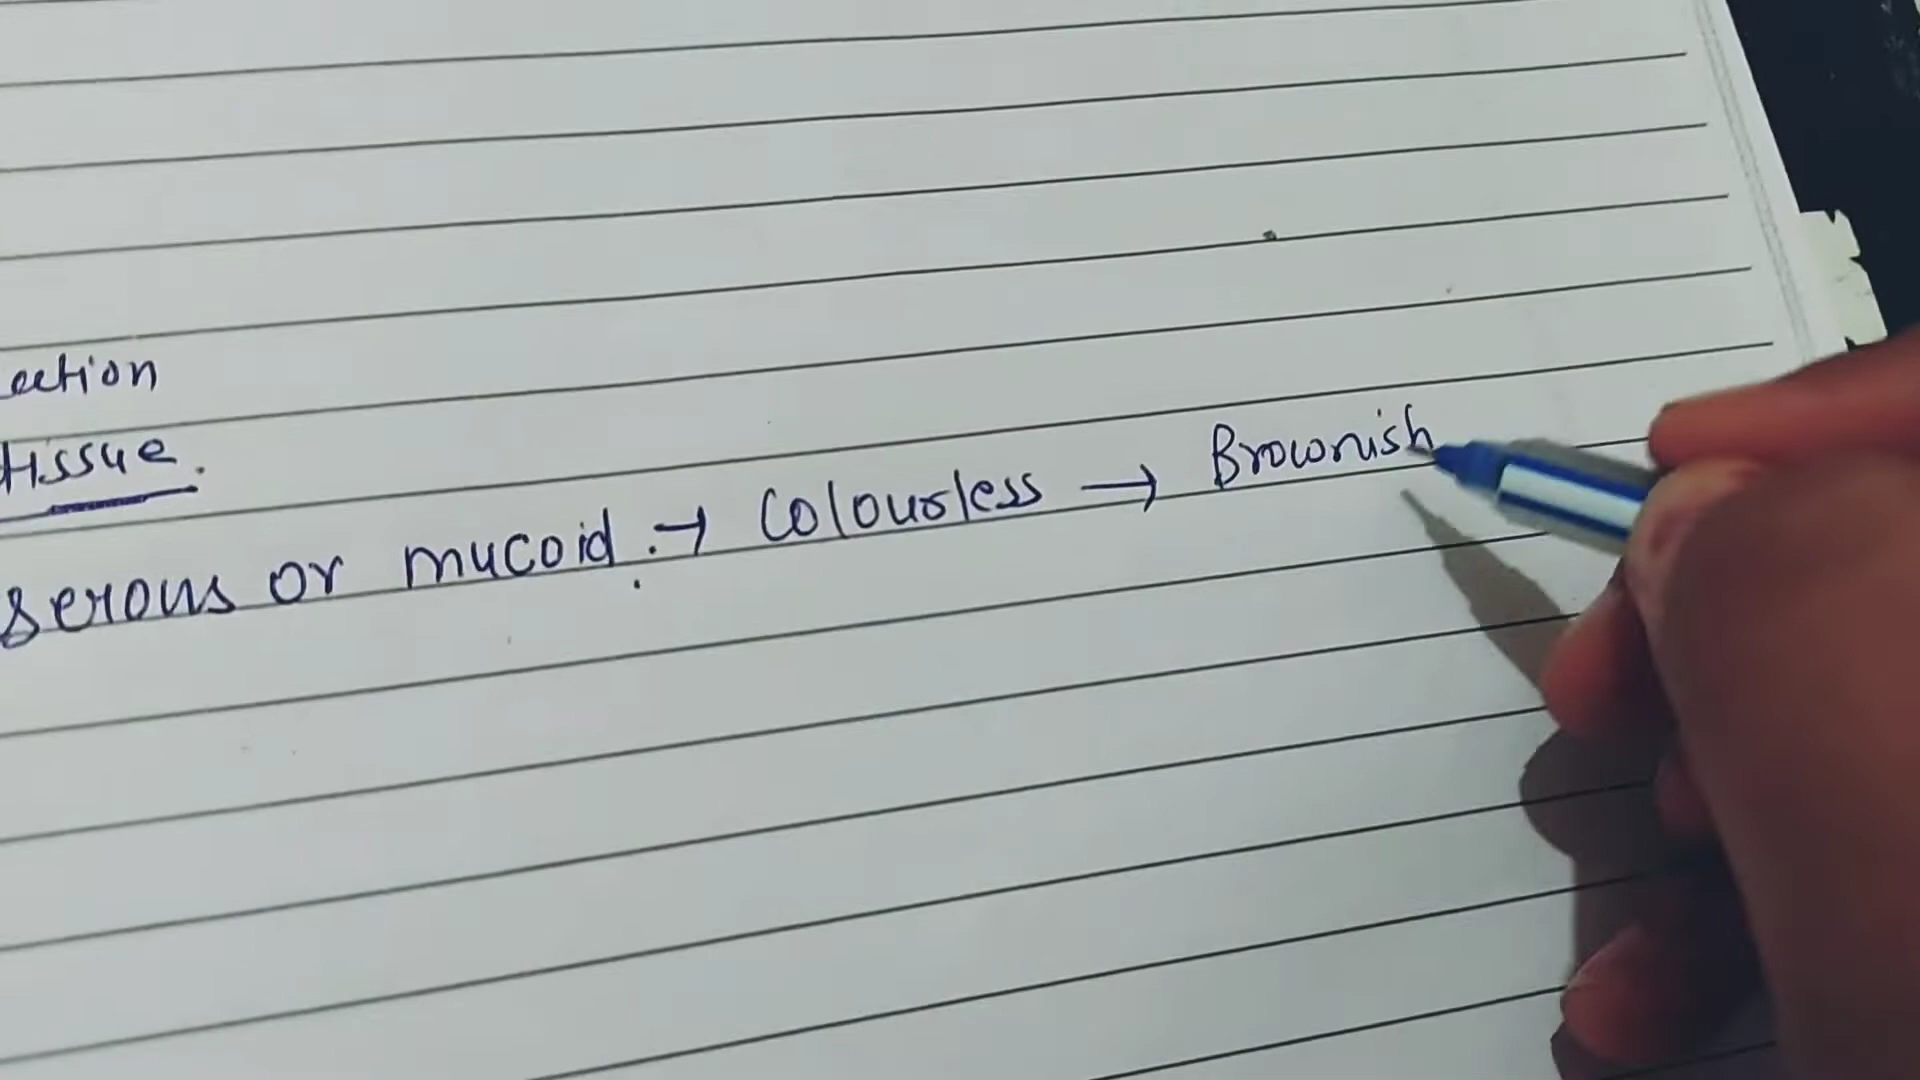 ection
tissue.
serous or mucoid :→ Colourless → Brownish